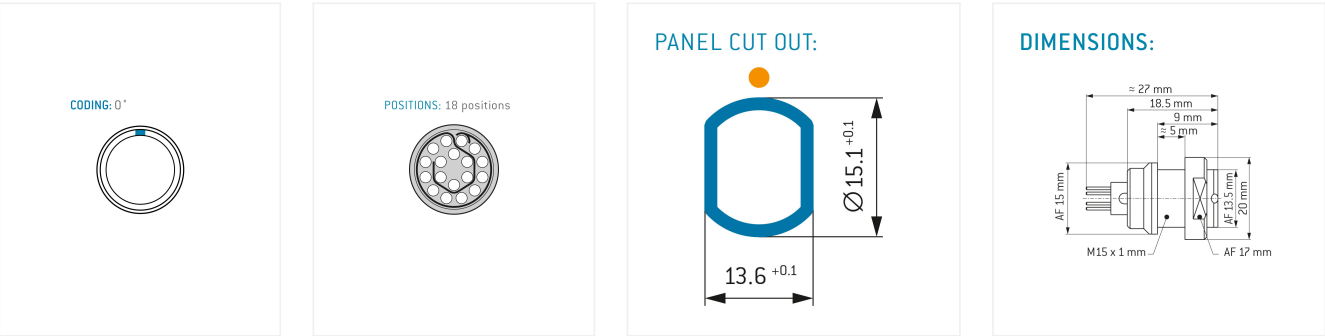 CODING: 0°
POSITIONS: 18 positions
PANEL CUT OUT:
Ø 15.1 +0.1
13.6 +0.1
DIMENSIONS:
≈ 27 mm
18.5 mm
9 mm
≈ 5 mm
AF 15 mm
AF 13.5 mm
20 mm
M15 x 1 mm
AF 17 mm